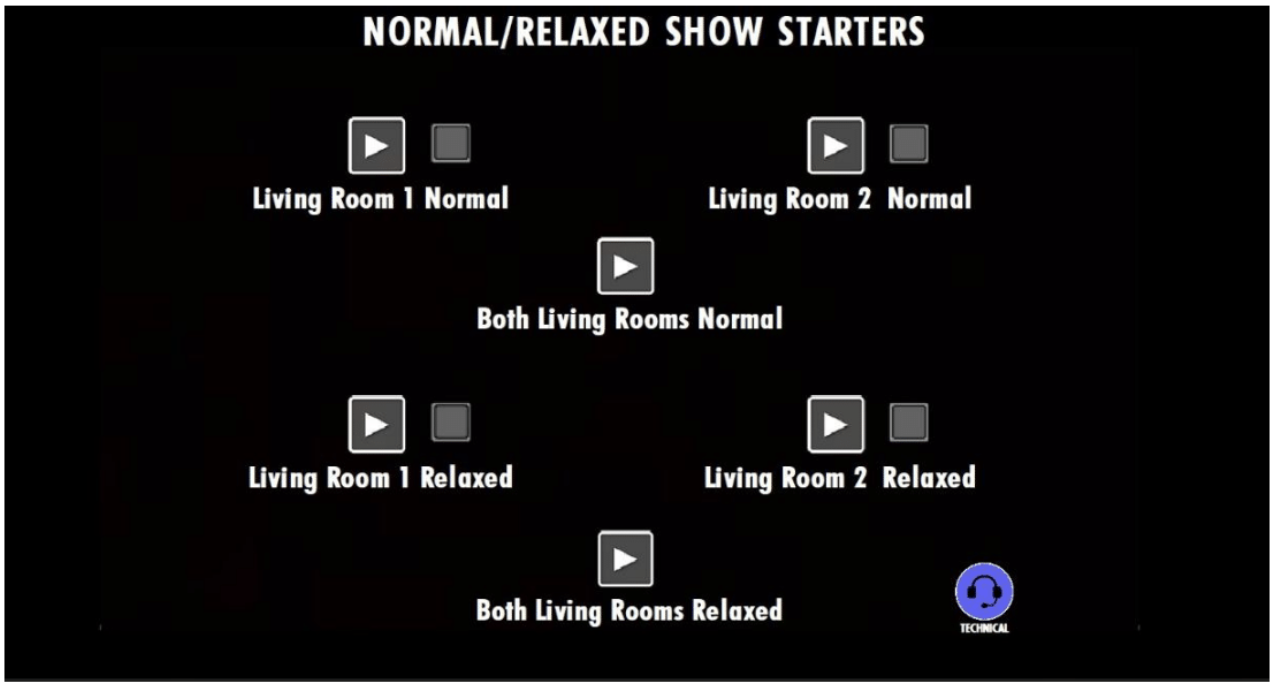 NORMAL/RELAXED SHOW STARTERS
Living Room 1 Normal
Living Room 2 Normal
Both Living Rooms Normal
Living Room 1 Relaxed
Living Room 2 Relaxed
Both Living Rooms Relaxed
TECHNICAL